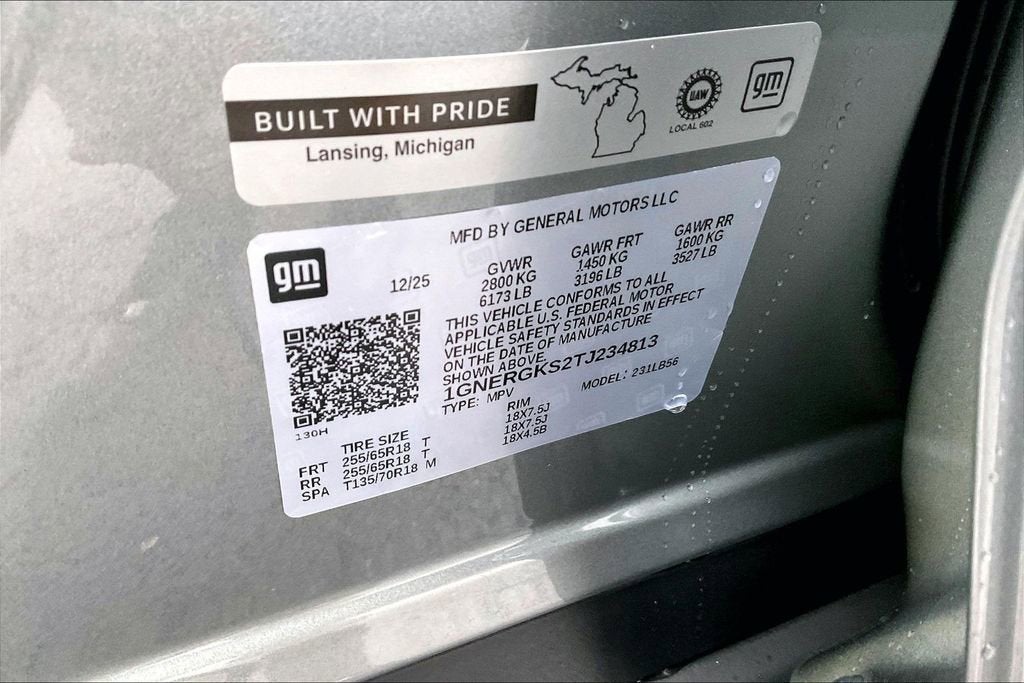 BUILT WITH PRIDE
Lansing, Michigan
UAW
LOCAL 602
gm
gm
MFD BY GENERAL MOTORS LLC
12/25
GVWR GAWR FRT GAWR RR
2800 KG 1450 KG 1600 KG
6173 LB 3196 LB 3527 LB
THIS VEHICLE CONFORMS TO ALL
APPLICABLE U.S. FEDERAL MOTOR
VEHICLE SAFETY STANDARDS IN EFFECT
ON THE DATE OF MANUFACTURE
SHOWN ABOVE.
1GNERGKS2TJ234813
TYPE: MPV MODEL: 231LB56
130H
TIRE SIZE RIM
FRT 255/65R18 T 18X7.5J
RR 255/65R18 T 18X7.5J
SPA T135/70R18 M 18X4.5B